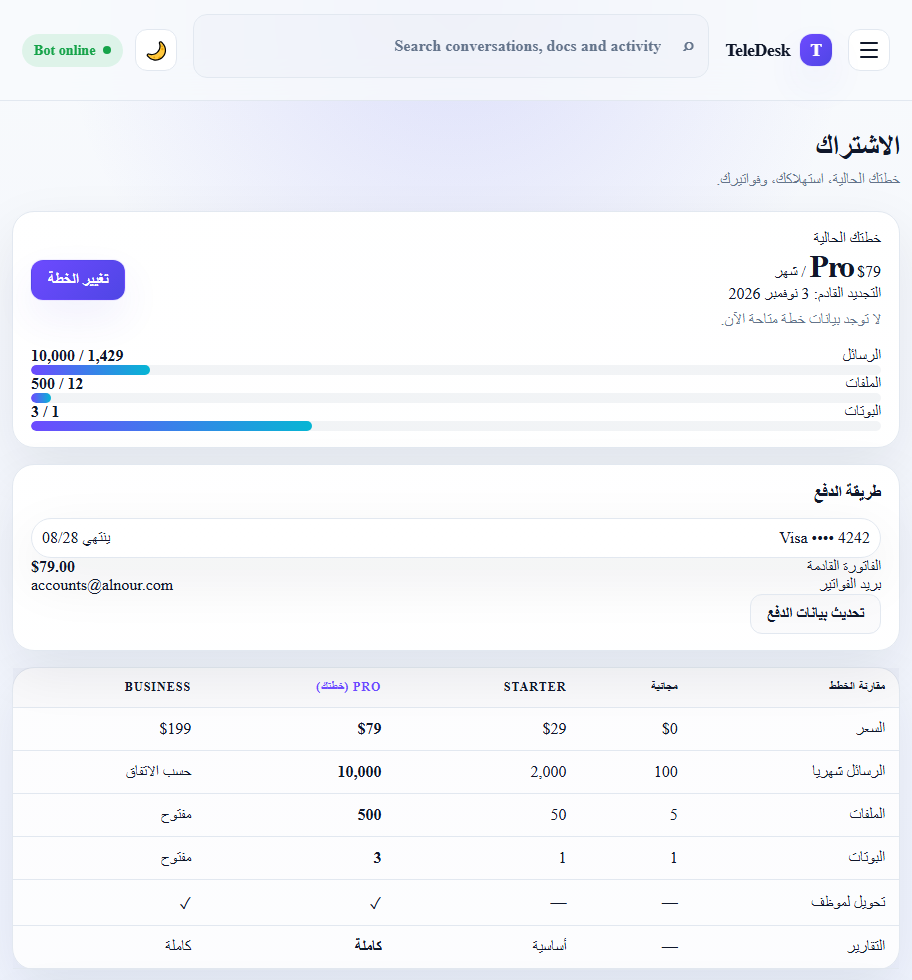 T TeleDesk
Search conversations, docs and activity
Bot online
الاشتراك
خطتك الحالية، استهلاكك، وفواتيرك.
خطتك الحالية
$79 Pro / شهر
التجديد القادم: 3 نوفمبر 2026
لا توجد بيانات خطة متاحة الآن.
تغيير الخطة
الرسائل 10,000 / 1,429
الملفات 500 / 12
البوتات 3 / 1
طريقة الدفع
Visa •••• 4242 ينتهي 08/28
الفاتورة القادمة $79.00
بريد الفواتير accounts@alnour.com
تحديث بيانات الدفع
مقارنة الخطط مجانية STARTER PRO (خطتك) BUSINESS
السعر $0 $29 $79 $199
الرسائل شهريا 100 2,000 10,000 حسب الاتفاق
الملفات 5 50 500 مفتوح
البوتات 1 1 3 مفتوح
تحويل لموظف — — ✓ ✓
التقارير — أساسية كاملة كاملة